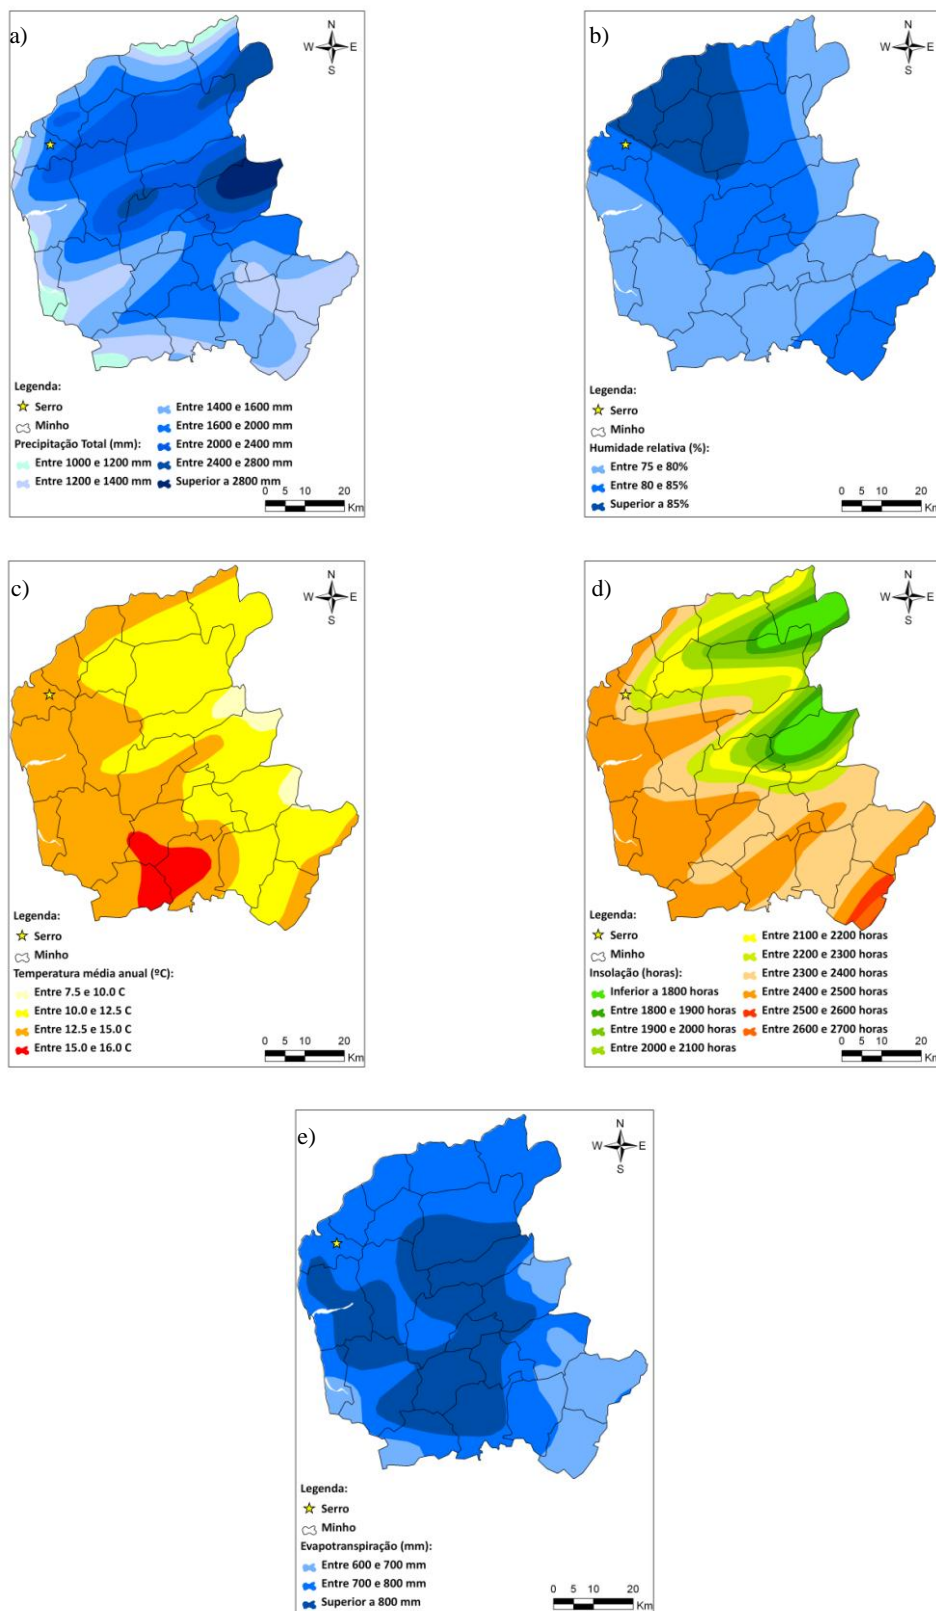 a)
N
W E
S
Legenda:
Serro
Minho
Precipitação Total (mm):
Entre 1000 e 1200 mm
Entre 1200 e 1400 mm
Entre 1400 e 1600 mm
Entre 1600 e 2000 mm
Entre 2000 e 2400 mm
Entre 2400 e 2800 mm
Superior a 2800 mm
0 5 10 20
Km
b)
N
W E
S
Legenda:
Serro
Minho
Humidade relativa (%):
Entre 75 e 80%
Entre 80 e 85%
Superior a 85%
0 5 10 20
Km
c)
N
W E
S
Legenda:
Serro
Minho
Temperatura média anual (ºC):
Entre 7.5 e 10.0 C
Entre 10.0 e 12.5 C
Entre 12.5 e 15.0 C
Entre 15.0 e 16.0 C
0 5 10 20
Km
d)
N
W E
S
Legenda:
Serro
Minho
Insolação (horas):
Inferior a 1800 horas
Entre 1800 e 1900 horas
Entre 1900 e 2000 horas
Entre 2000 e 2100 horas
Entre 2100 e 2200 horas
Entre 2200 e 2300 horas
Entre 2300 e 2400 horas
Entre 2400 e 2500 horas
Entre 2500 e 2600 horas
Entre 2600 e 2700 horas
0 5 10 20
Km
e)
N
W E
S
Legenda:
Serro
Minho
Evapotranspiração (mm):
Entre 600 e 700 mm
Entre 700 e 800 mm
Superior a 800 mm
0 5 10 20
Km